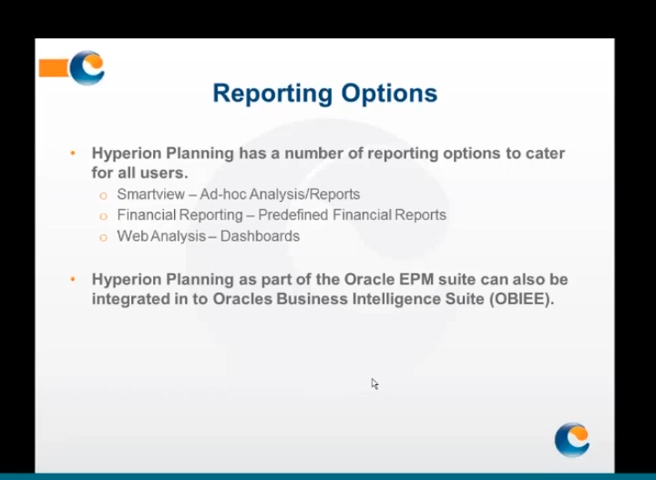 Reporting Options
• Hyperion Planning has a number of reporting options to cater
for all users.
o Smartview – Ad-hoc Analysis/Reports
o Financial Reporting – Predefined Financial Reports
o Web Analysis – Dashboards
• Hyperion Planning as part of the Oracle EPM suite can also be
integrated in to Oracles Business Intelligence Suite (OBIEE).